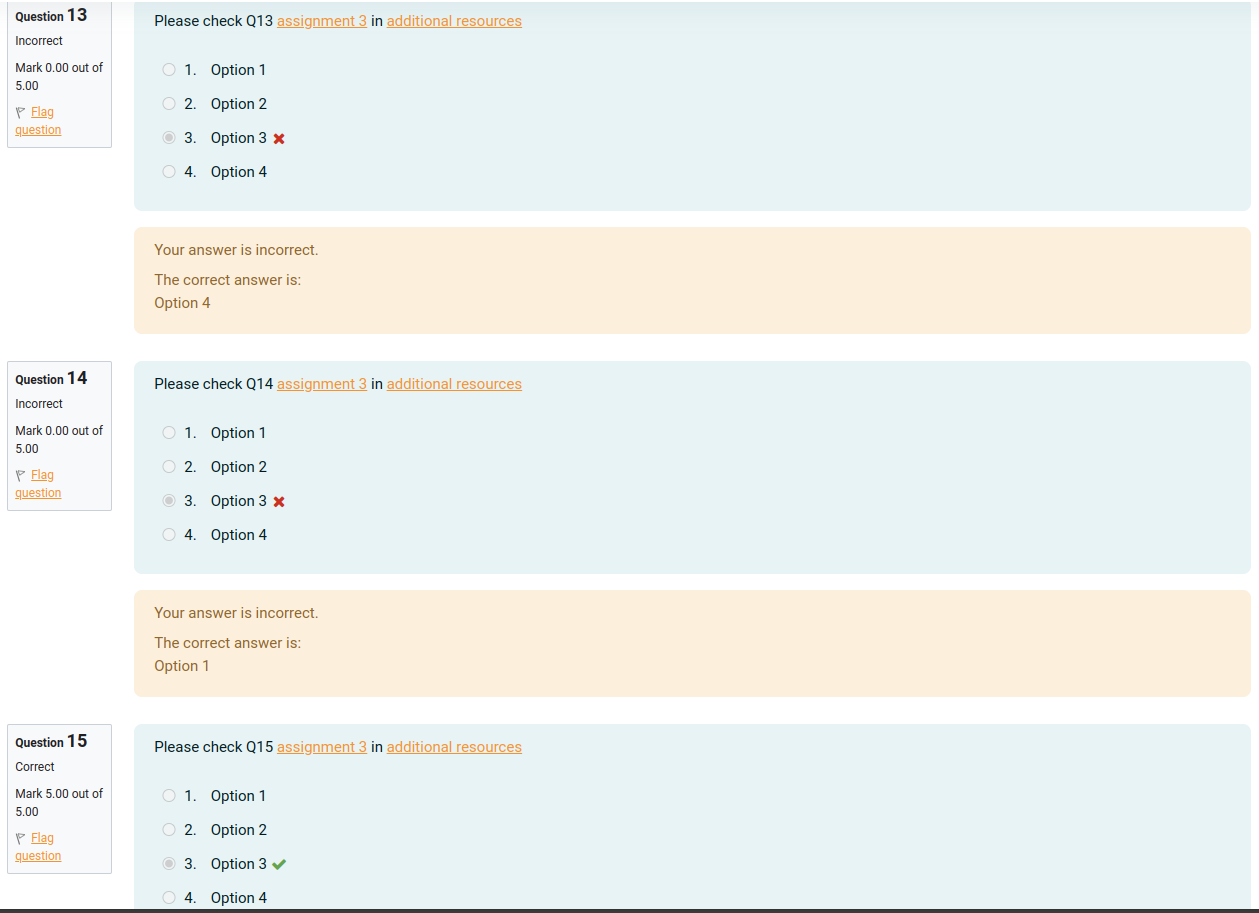 Question 13
Incorrect
Mark 0.00 out of
5.00
Flag
question
Please check Q13 assignment 3 in additional resources
1. Option 1
2. Option 2
3. Option 3
4. Option 4
Your answer is incorrect.
The correct answer is:
Option 4
Question 14
Incorrect
Mark 0.00 out of
5.00
Flag
question
Please check Q14 assignment 3 in additional resources
1. Option 1
2. Option 2
3. Option 3
4. Option 4
Your answer is incorrect.
The correct answer is:
Option 1
Question 15
Correct
Mark 5.00 out of
5.00
Flag
question
Please check Q15 assignment 3 in additional resources
1. Option 1
2. Option 2
3. Option 3
4. Option 4